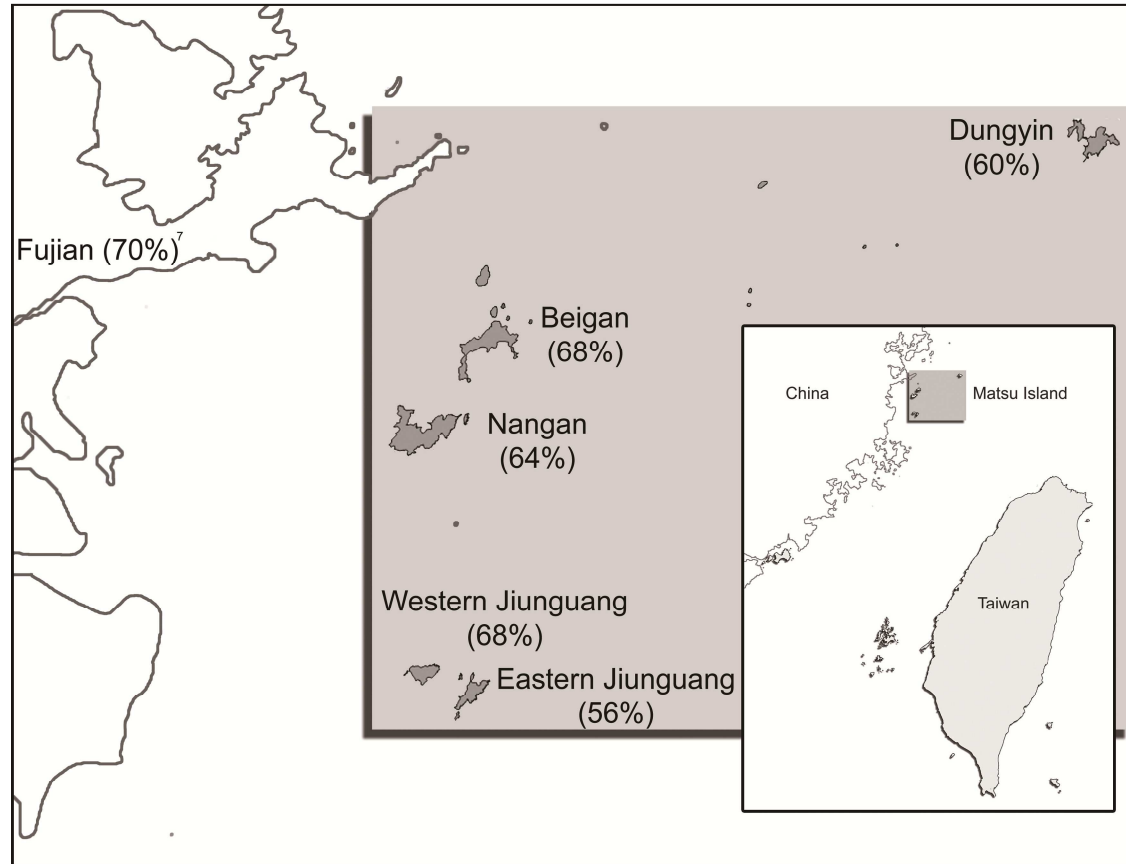 Dungyin
(60%)
Fujian (70%)⁷
Beigan
(68%)
Nangan
(64%)
Western Jiunguang
(68%)
Eastern Jiunguang
(56%)
China
Matsu Island
Taiwan